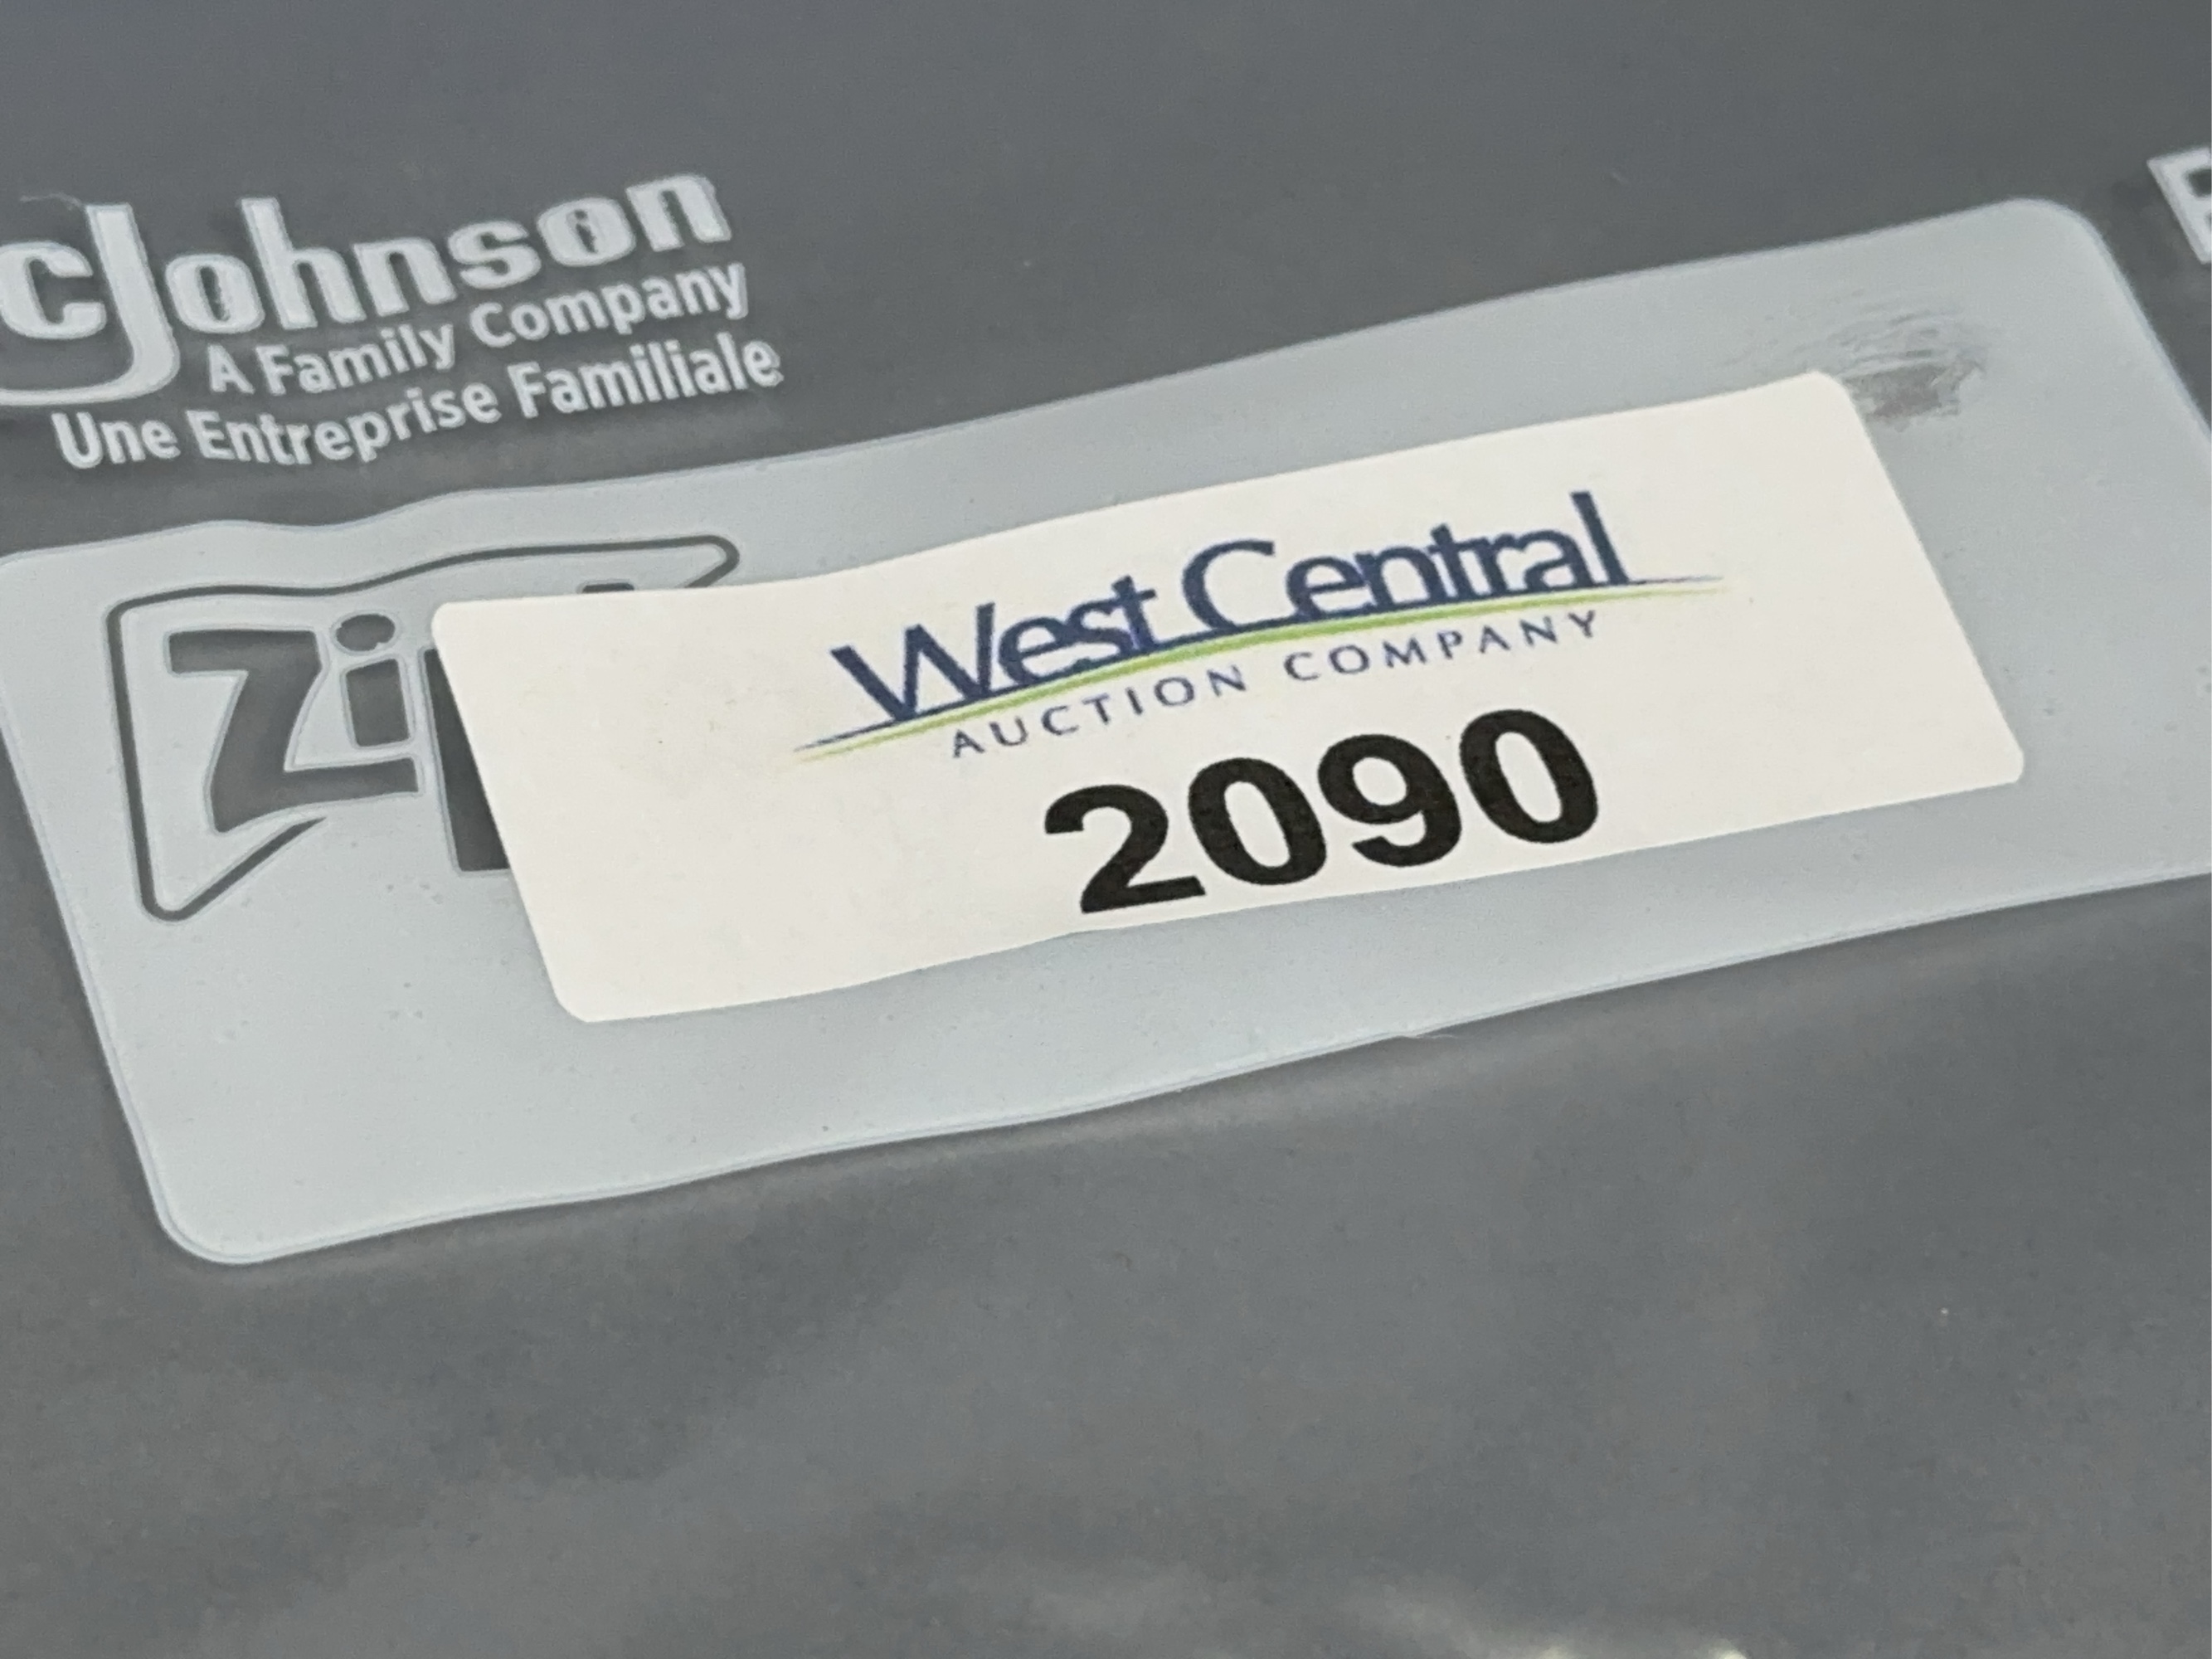 cJohnson
A Family Company
Une Entreprise Familiale
West Central
AUCTION COMPANY
2090